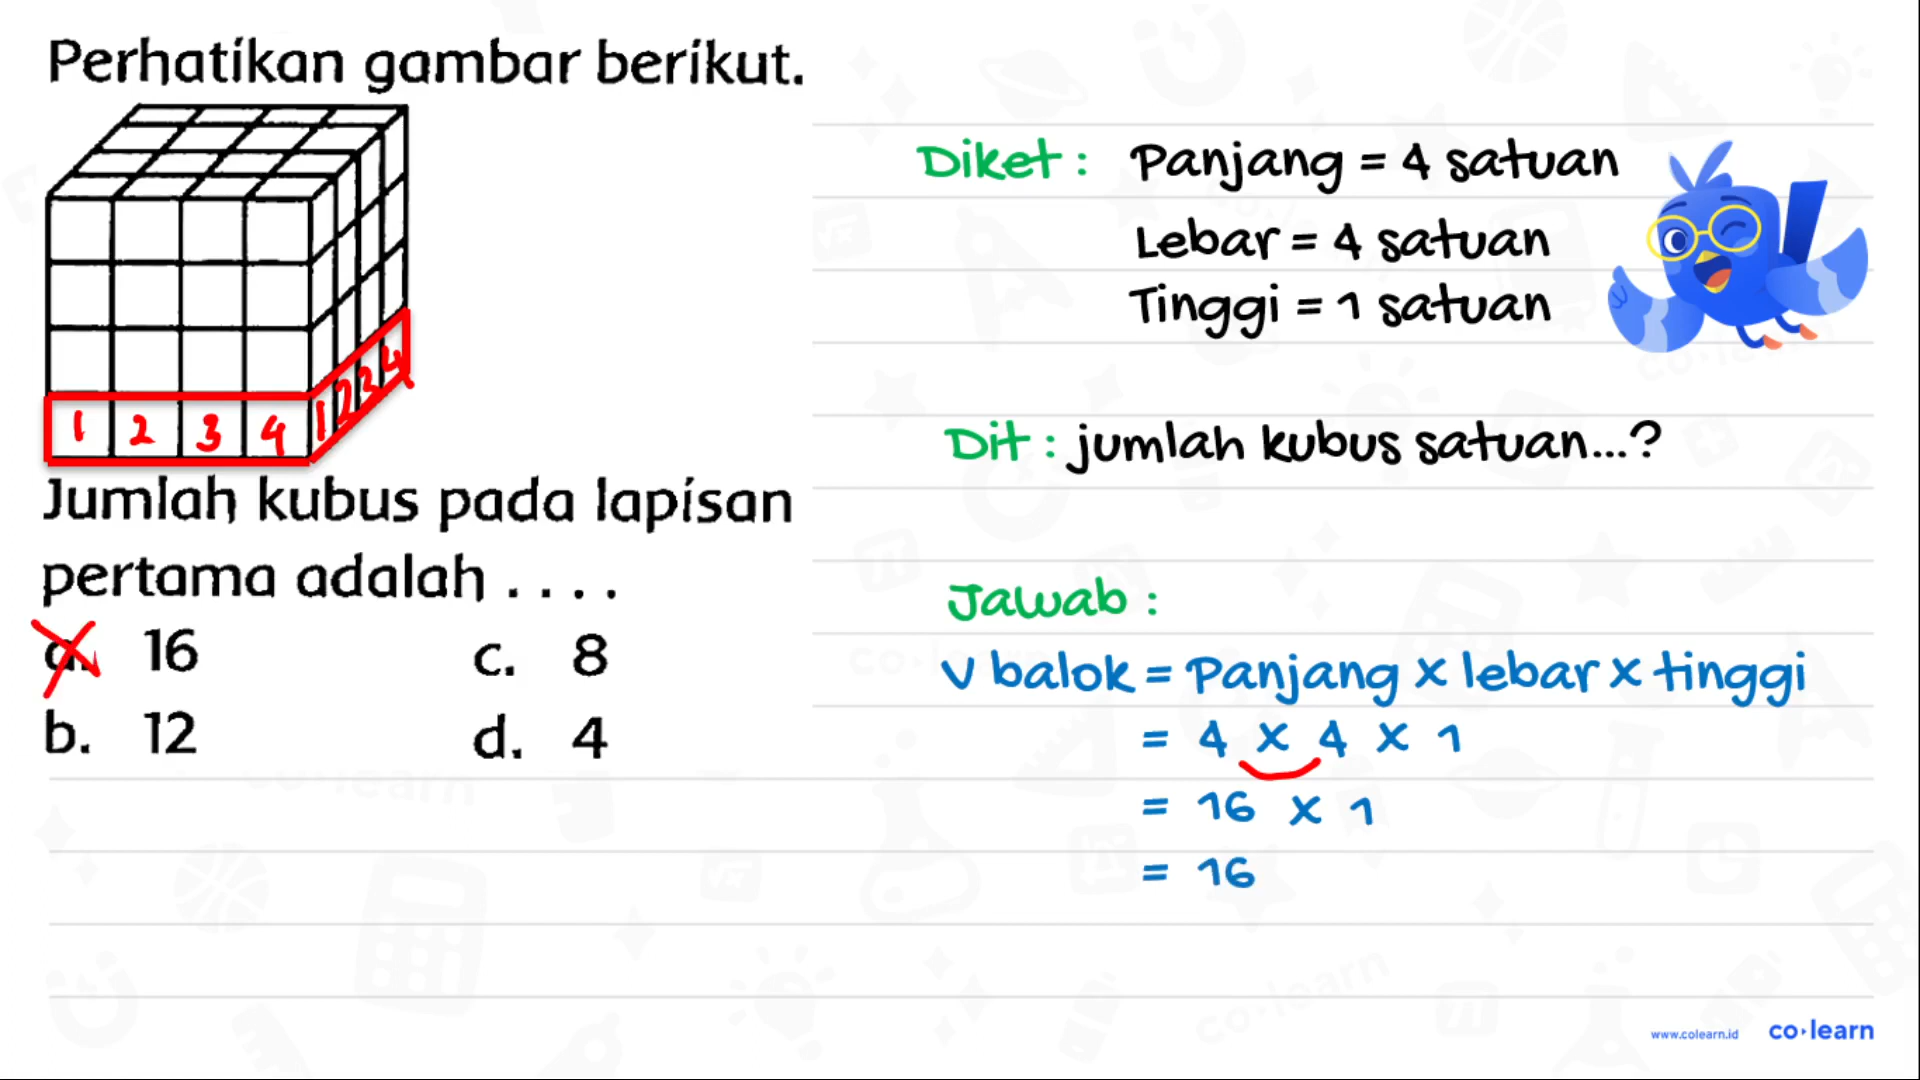 Perhatikan gambar berikut.
1 2 3 4 1 2 3 4
Jumlah kubus pada lapisan
pertama adalah . . . .
a. 16 c. 8
b. 12 d. 4
Diket : Panjang = 4 satuan
Lebar = 4 satuan
Tinggi = 1 satuan
Dit : jumlah kubus satuan...?
Jawab :
V balok = Panjang x lebar x tinggi
= 4 x 4 x 1
= 16 x 1
= 16
www.colearn.id co·learn